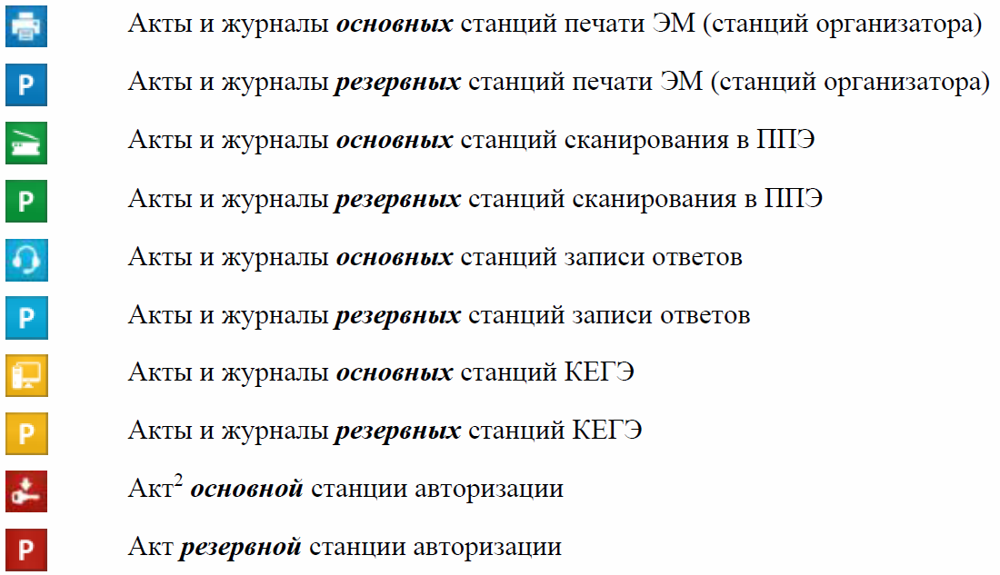 Акты и журналы основных станций печати ЭМ (станций организатора)
Р Акты и журналы резервных станций печати ЭМ (станций организатора)
Акты и журналы основных станций сканирования в ППЭ
Р Акты и журналы резервных станций сканирования в ППЭ
Акты и журналы основных станций записи ответов
Р Акты и журналы резервных станций записи ответов
Акты и журналы основных станций КЕГЭ
Р Акты и журналы резервных станций КЕГЭ
Акт² основной станции авторизации
Р Акт резервной станции авторизации